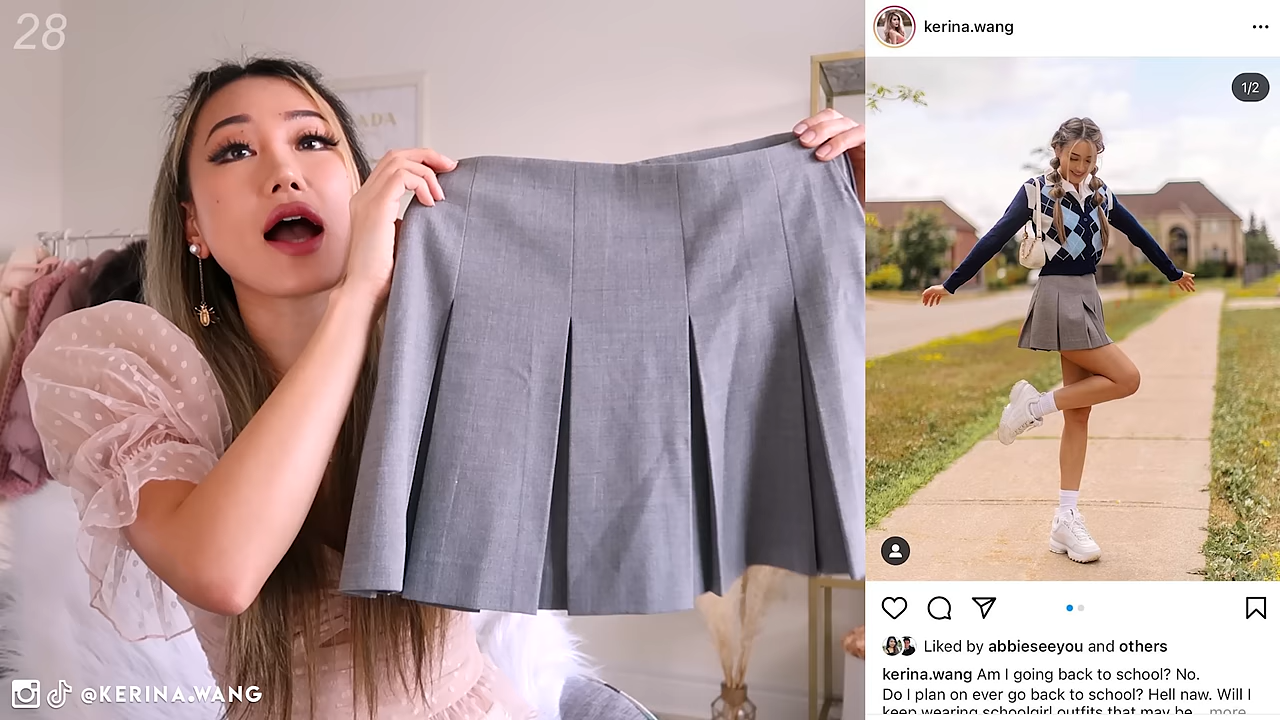 28
ADA
@KERINA.WANG
kerina.wang
1/2
Liked by abbieseeyou and others
kerina.wang Am I going back to school? No.
Do I plan on ever go back to school? Hell naw. Will I
keep wearing schoolgirl outfits that may be... more